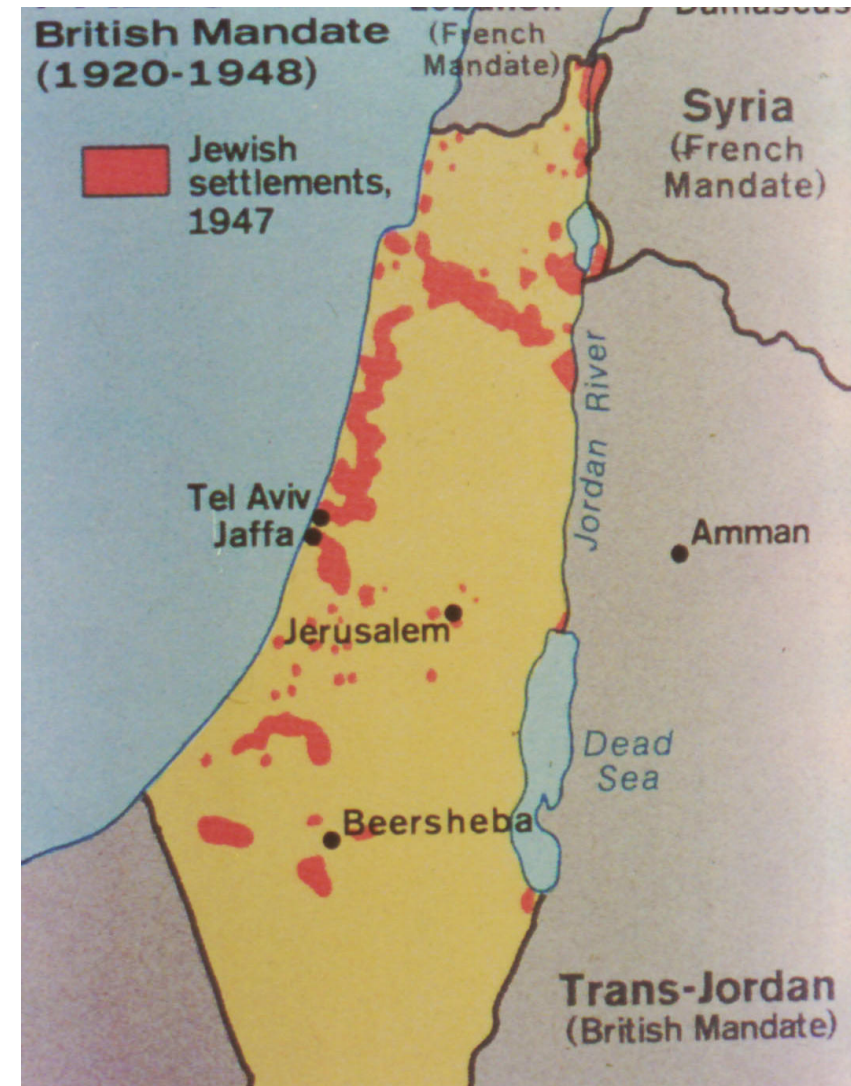 British Mandate
(1920-1948)
Jewish
settlements,
1947
(French
Mandate)
Damascus
Syria
(French
Mandate)
Jordan River
Tel Aviv
Jaffa
Amman
Jerusalem
Dead
Sea
Beersheba
Trans-Jordan
(British Mandate)